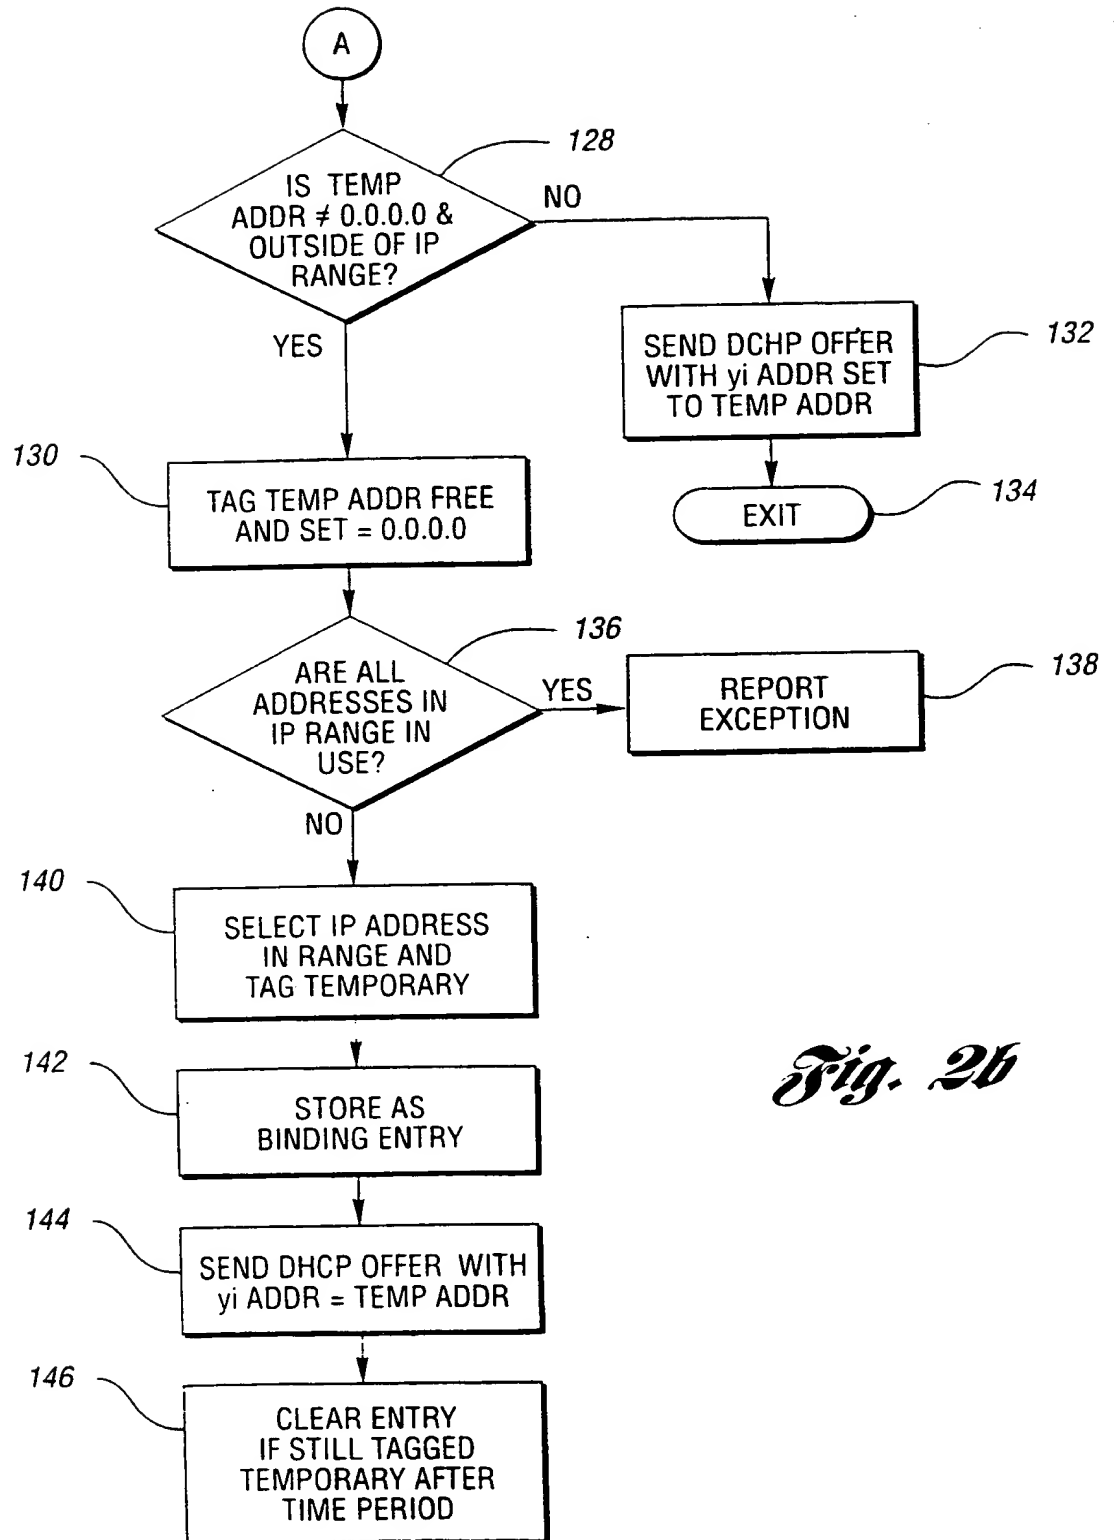 A
128
IS TEMP
ADDR ≠ 0.0.0.0 &
OUTSIDE OF IP
RANGE?
NO
YES
SEND DCHP OFFER
WITH yi ADDR SET
TO TEMP ADDR
132
130
TAG TEMP ADDR FREE
AND SET = 0.0.0.0
EXIT
134
136
ARE ALL
ADDRESSES IN
IP RANGE IN
USE?
YES
REPORT
EXCEPTION
138
NO
140
SELECT IP ADDRESS
IN RANGE AND
TAG TEMPORARY
142
STORE AS
BINDING ENTRY
Fig. 2b
144
SEND DHCP OFFER WITH
yi ADDR = TEMP ADDR
146
CLEAR ENTRY
IF STILL TAGGED
TEMPORARY AFTER
TIME PERIOD